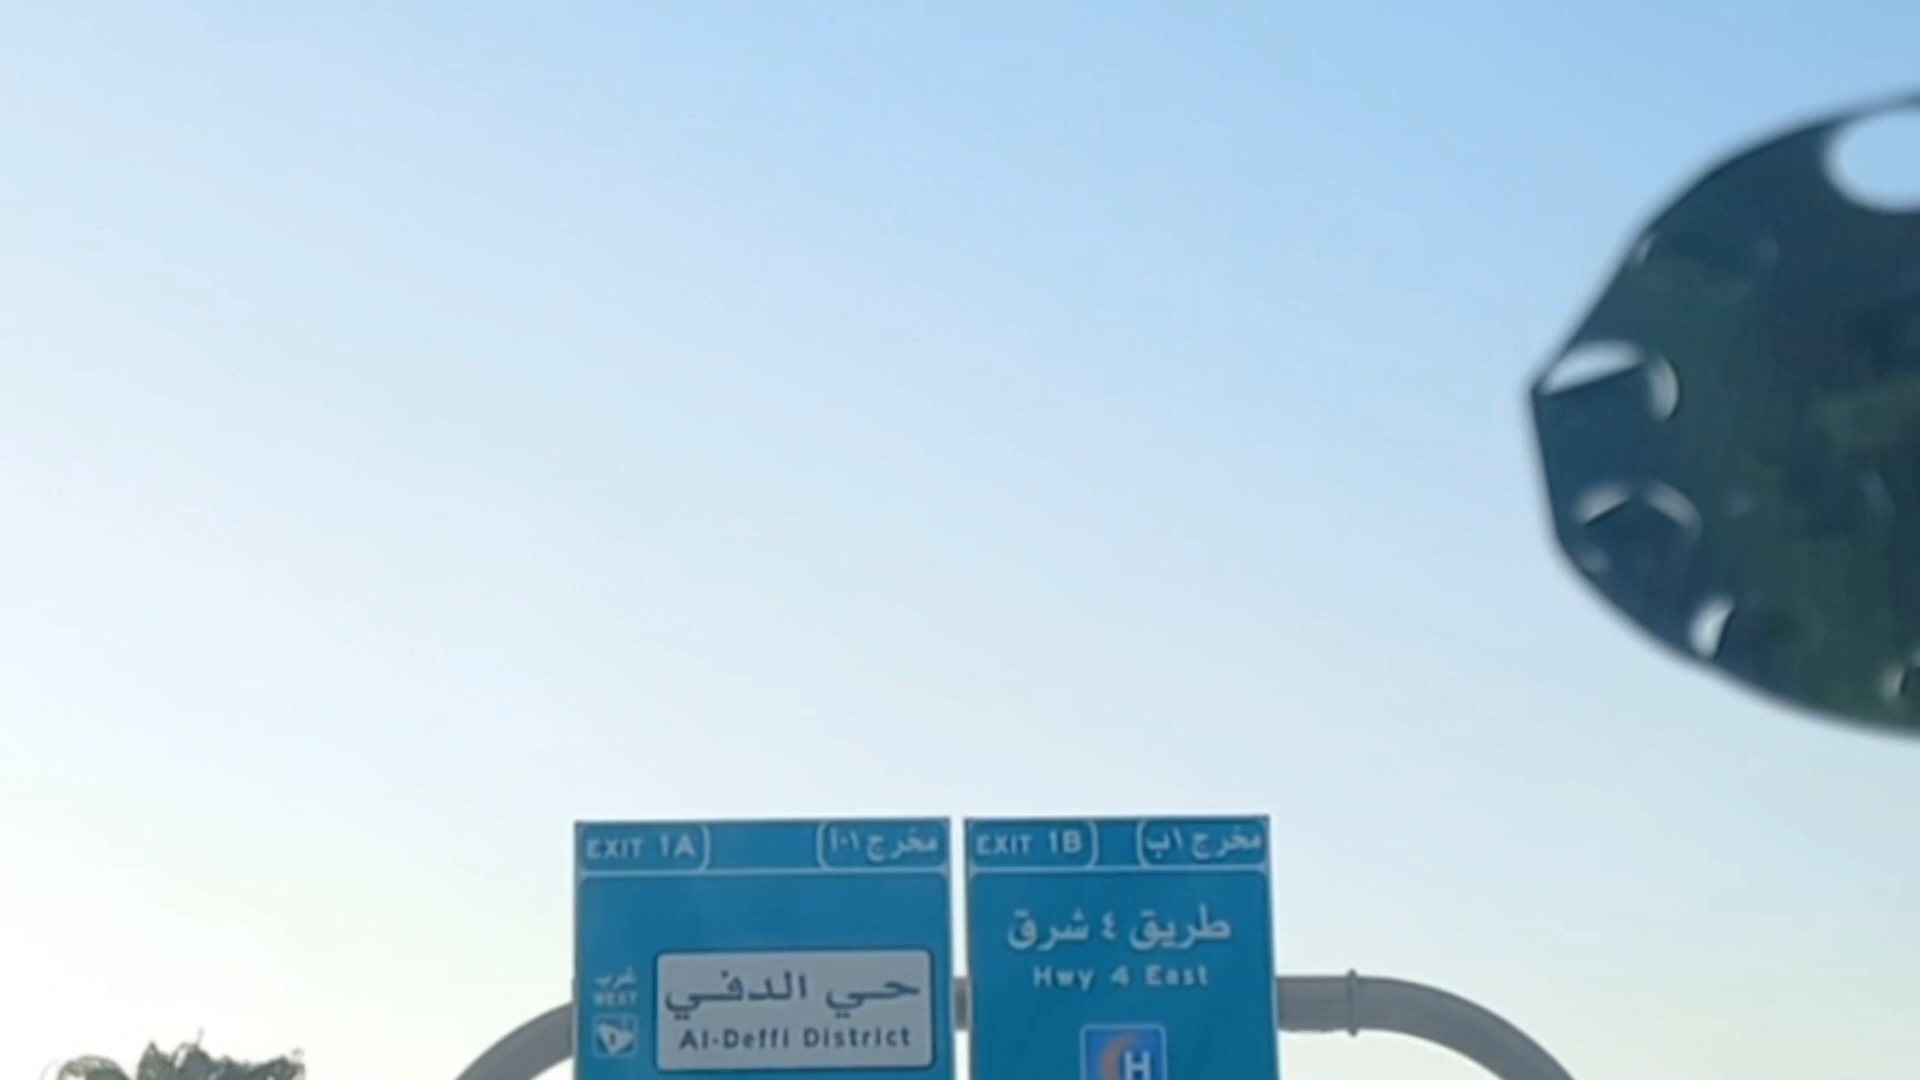 EXIT 1A مخرج ١-أ
غرب
WEST
حي الدفي
Al-Deffi District
EXIT 1B مخرج ١ب
طريق ٤ شرق
Hwy 4 East
H